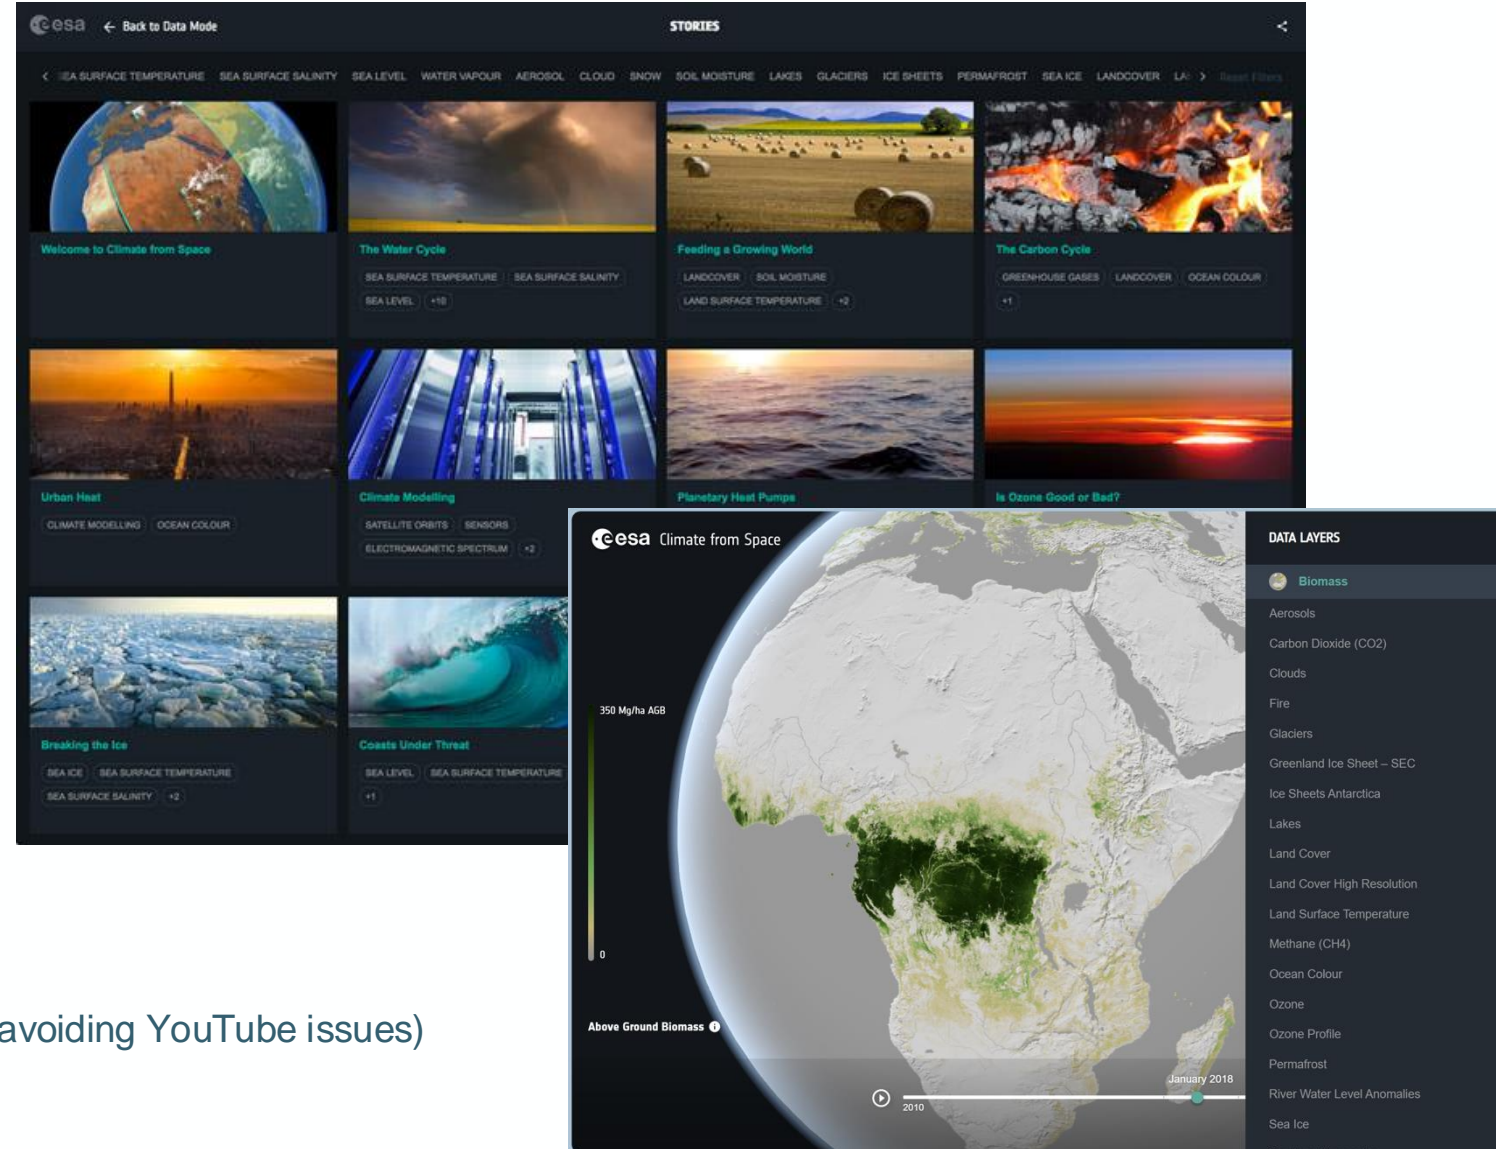 esa ← Back to Data Mode
STORIES
SEA SURFACE TEMPERATURE SEA SURFACE SALINITY SEA LEVEL WATER VAPOUR AEROSOL CLOUD SNOW SOIL MOISTURE LAKES GLACIERS ICE SHEETS PERMAFROST SEA ICE LANDCOVER Reset Filters
Welcome to Climate from Space
The Water Cycle
SEA SURFACE TEMPERATURE SEA SURFACE SALINITY
SEA LEVEL +10
Feeding a Growing World
LANDCOVER SOIL MOISTURE
LAND SURFACE TEMPERATURE +2
The Carbon Cycle
GREENHOUSE GASES LANDCOVER OCEAN COLOUR
+1
Urban Heat
CLIMATE MODELLING OCEAN COLOUR
Climate Modelling
SATELLITE ORBITS SENSORS
ELECTROMAGNETIC SPECTRUM +2
Planetary Heat Pumps
Is Ozone Good or Bad?
Breaking the Ice
SEA ICE SEA SURFACE TEMPERATURE
SEA SURFACE SALINITY +2
Coasts Under Threat
SEA LEVEL SEA SURFACE TEMPERATURE
+1
esa Climate from Space
350 Mg/ha AGB
0
Above Ground Biomass
January 2018
2010
DATA LAYERS
Biomass
Aerosols
Carbon Dioxide (CO2)
Clouds
Fire
Glaciers
Greenland Ice Sheet – SEC
Ice Sheets Antarctica
Lakes
Land Cover
Land Cover High Resolution
Land Surface Temperature
Methane (CH4)
Ocean Colour
Ozone
Ozone Profile
Permafrost
River Water Level Anomalies
Sea Ice
avoiding YouTube issues)